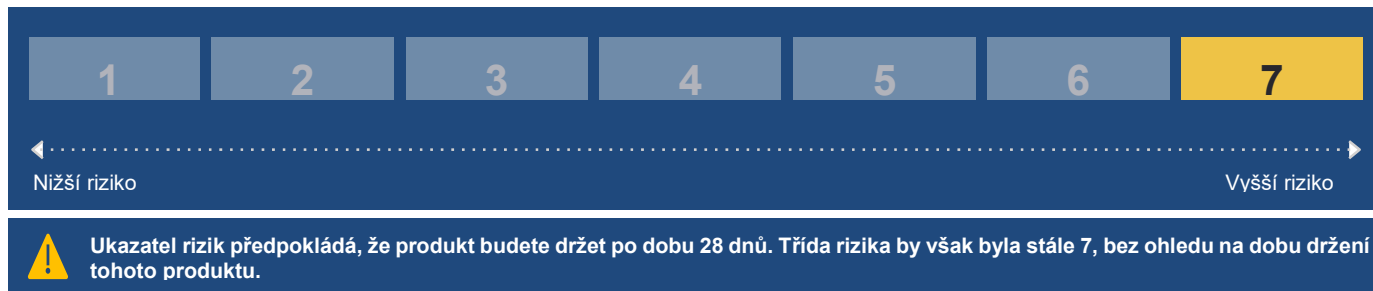 1 2 3 4 5 6 7
Nižší riziko Vyšší riziko
Ukazatel rizik předpokládá, že produkt budete držet po dobu 28 dnů. Třída rizika by však byla stále 7, bez ohledu na dobu držení
tohoto produktu.